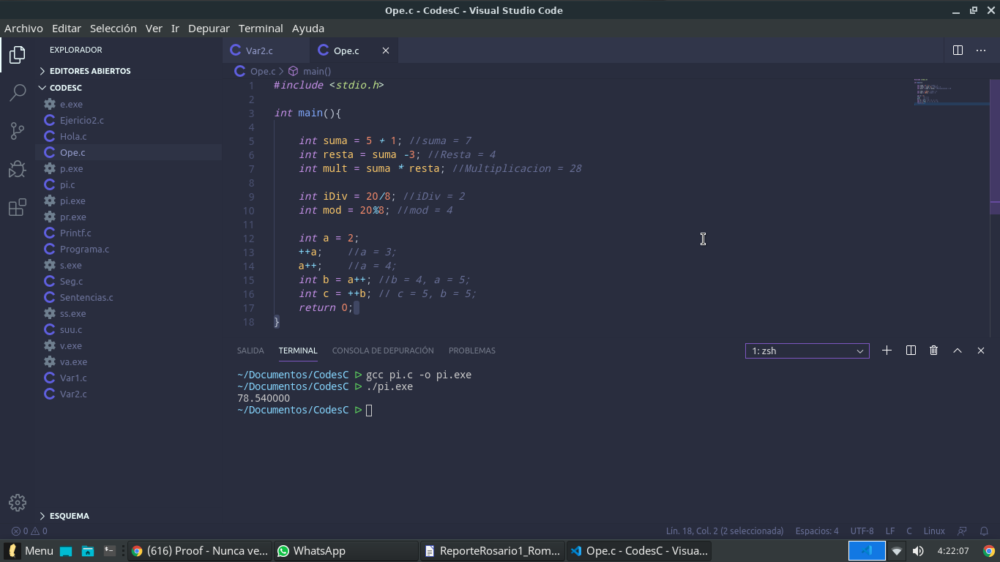 Ope.c - CodesC - Visual Studio Code
Archivo Editar Selección Ver Ir Depurar Terminal Ayuda
EXPLORADOR
EDITORES ABIERTOS
CODESC
e.exe
Ejericio2.c
Hola.c
Ope.c
p.exe
pi.c
pi.exe
pr.exe
Printf.c
Programa.c
s.exe
Seg.c
Sentencias.c
ss.exe
suu.c
v.exe
va.exe
Var1.c
Var2.c
ESQUEMA
Var2.c Ope.c
Ope.c > main()
1 #include <stdio.h>
2
3 int main(){
4
5 int suma = 5 + 1; //suma = 7
6 int resta = suma -3; //Resta = 4
7 int mult = suma * resta; //Multiplicacion = 28
8
9 int iDiv = 20/8; //iDiv = 2
10 int mod = 20%8; //mod = 4
11
12 int a = 2;
13 ++a; //a = 3;
14 a++; //a = 4;
15 int b = a++; //b = 4, a = 5;
16 int c = ++b; // c = 5, b = 5;
17 return 0;
18 }
SALIDA TERMINAL CONSOLA DE DEPURACIÓN PROBLEMAS 1: zsh
~/Documentos/CodesC ▷ gcc pi.c -o pi.exe
~/Documentos/CodesC ▷ ./pi.exe
78.540000
~/Documentos/CodesC ▷
0 0 Lín. 18, Col. 2 (2 seleccionada) Espacios: 4 UTF-8 LF C Linux
Menu (616) Proof - Nunca ve... WhatsApp ReporteRosario1_Rom... Ope.c - CodesC - Visua... 4:22:07